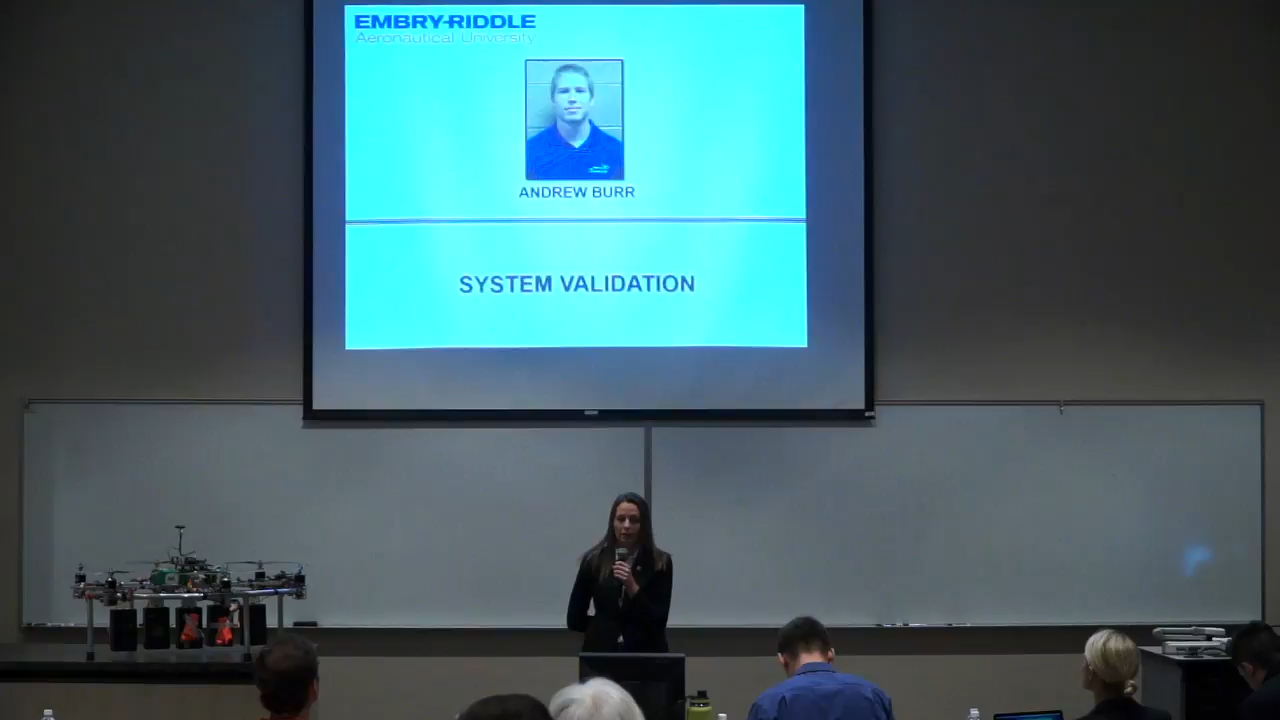 EMBRY-RIDDLE
Aeronautical University
ANDREW BURR
SYSTEM VALIDATION